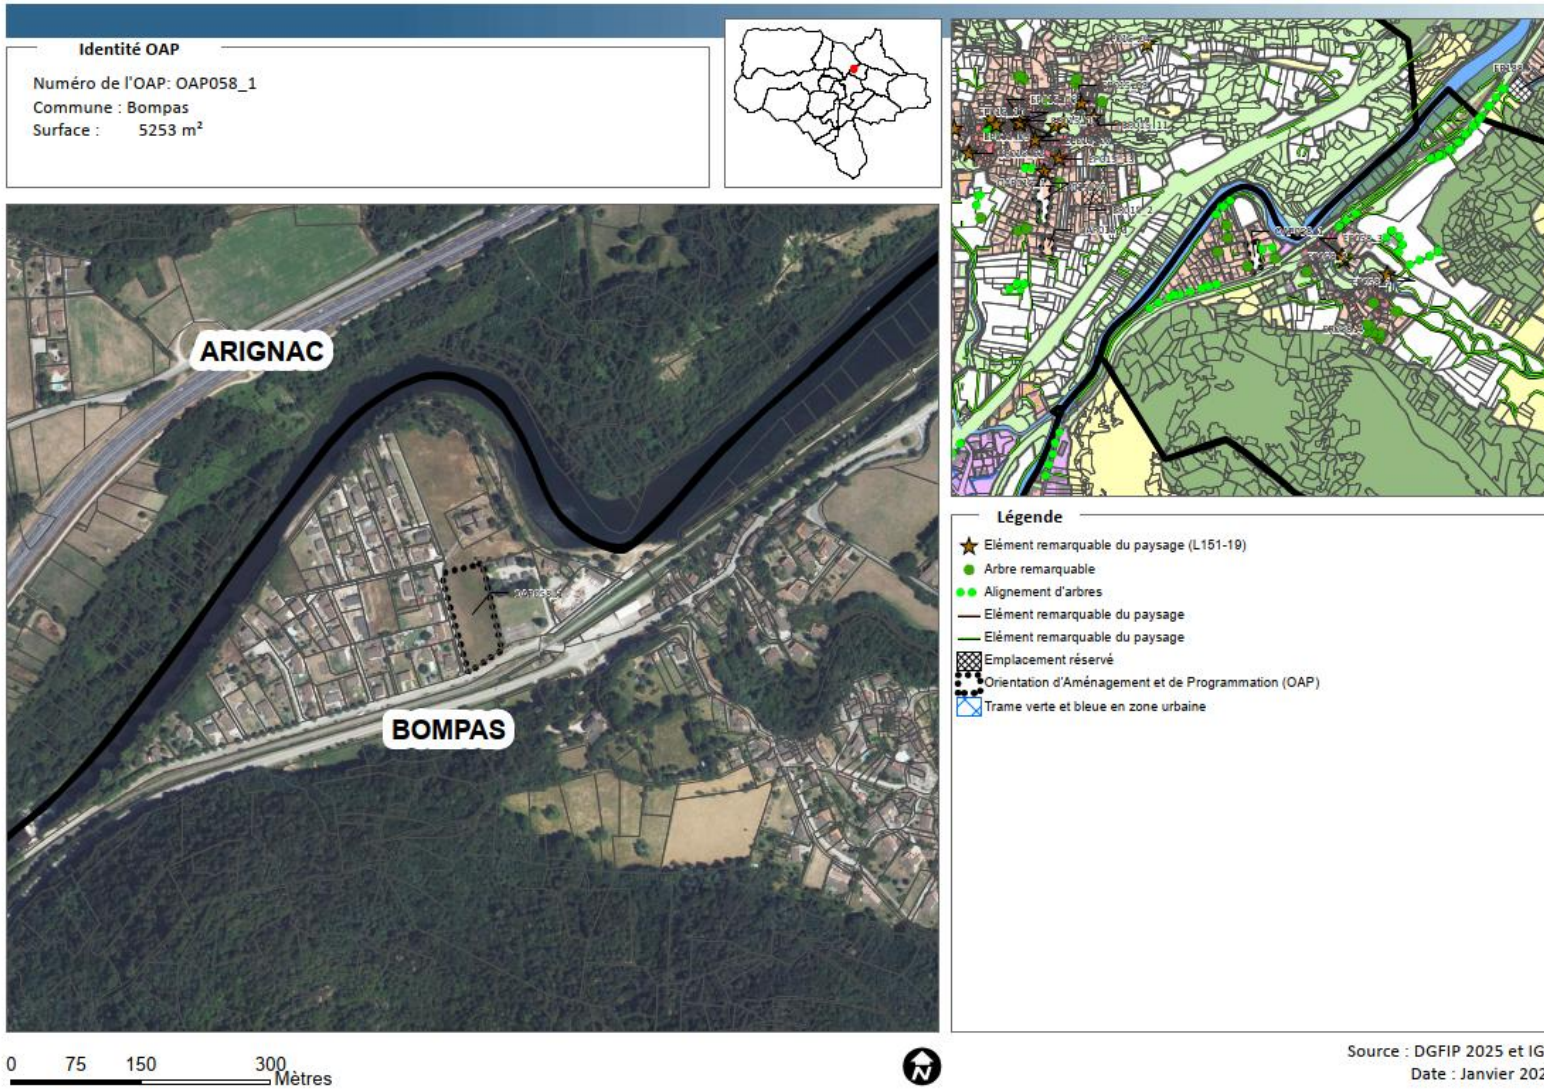 Identité OAP
Numéro de l'OAP: OAP058_1
Commune : Bompas
Surface : 5253 m²
ARIGNAC
BOMPAS
Légende
Elément remarquable du paysage (L151-19)
Arbre remarquable
Alignement d'arbres
Elément remarquable du paysage
Elément remarquable du paysage
Emplacement réservé
Orientation d'Aménagement et de Programmation (OAP)
Trame verte et bleue en zone urbaine
0 75 150 300
Mètres
N
Source : DGFIP 2025 et IG
Date : Janvier 202